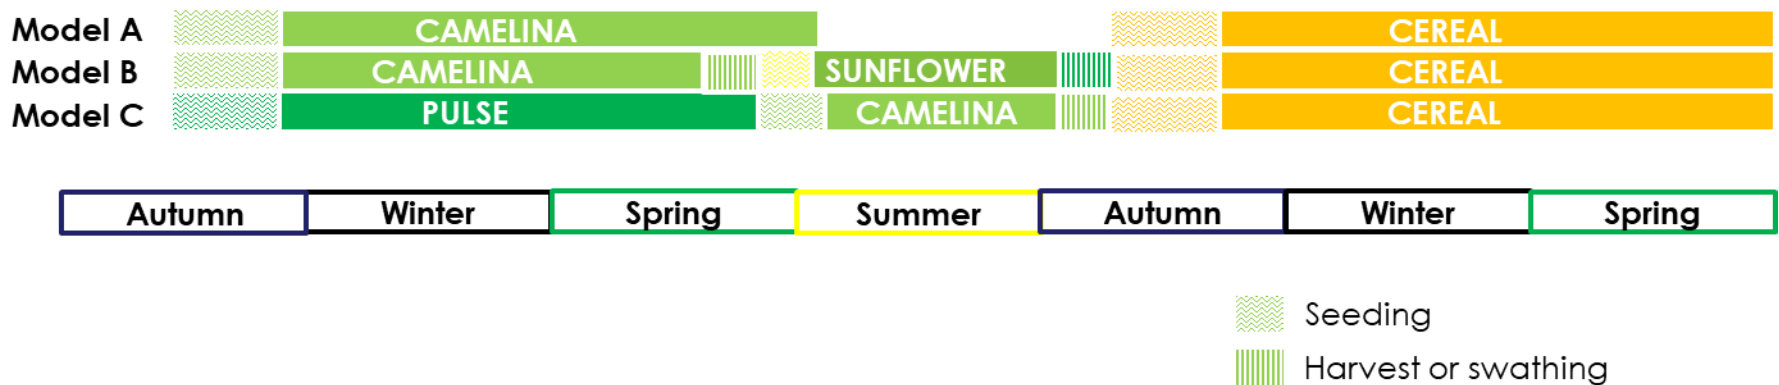 Model A CAMELINA CEREAL
Model B CAMELINA SUNFLOWER CEREAL
Model C PULSE CAMELINA CEREAL
Autumn Winter Spring Summer Autumn Winter Spring
Seeding
Harvest or swathing